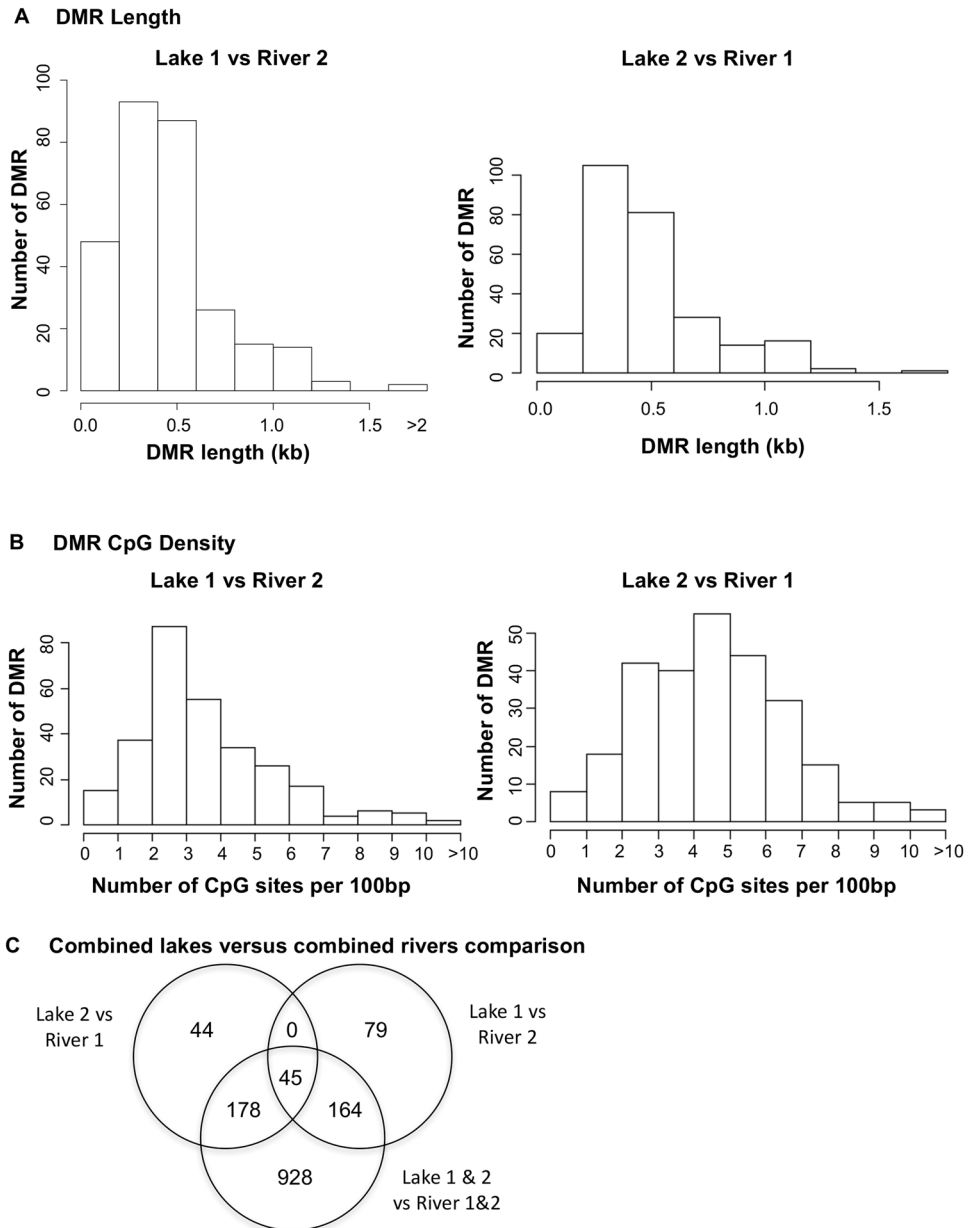 A DMR Length
Lake 1 vs River 2
Number of DMR
0 20 40 60 80 100
0.0 0.5 1.0 1.5 >2
DMR length (kb)
Lake 2 vs River 1
Number of DMR
0 20 40 60 80 100
0.0 0.5 1.0 1.5
DMR length (kb)
B DMR CpG Density
Lake 1 vs River 2
Number of DMR
0 20 40 60 80
0 1 2 3 4 5 6 7 8 9 10 >10
Number of CpG sites per 100bp
Lake 2 vs River 1
Number of DMR
0 10 20 30 40 50
0 1 2 3 4 5 6 7 8 9 10 >10
Number of CpG sites per 100bp
C Combined lakes versus combined rivers comparison
Lake 2 vs
River 1
44
0
79
Lake 1 vs
River 2
45
178
164
928
Lake 1 & 2
vs River 1&2